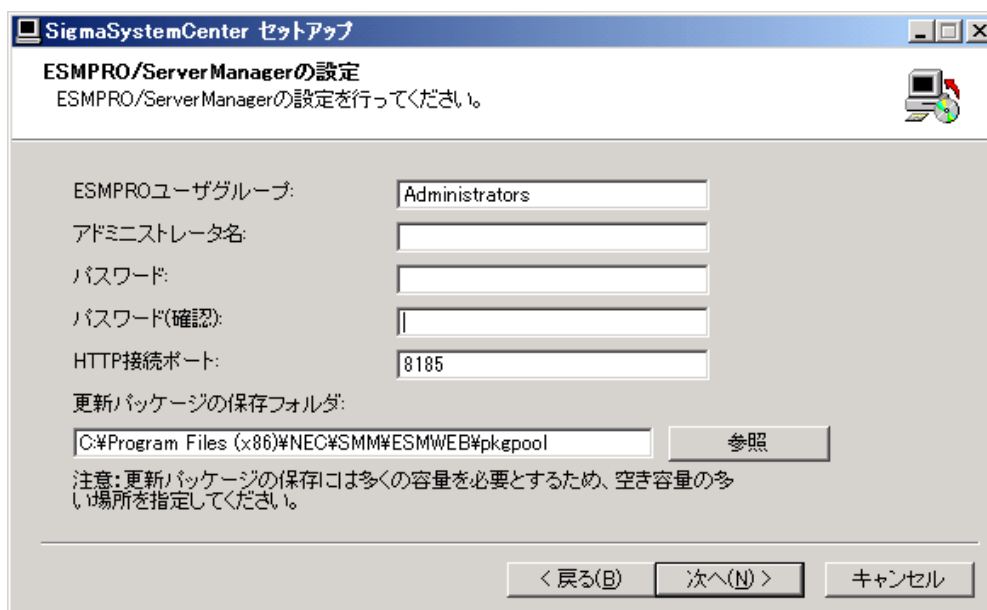 SigmaSystemCenter セットアップ
ESMPRO/ServerManagerの設定
ESMPRO/ServerManagerの設定を行ってください。
ESMPROユーザグループ:
Administrators
アドミニストレータ名:
パスワード:
パスワード(確認):
HTTP接続ポート:
8185
更新パッケージの保存フォルダ:
C:¥Program Files (x86)¥NEC¥SMM¥ESMWEB¥pkgpool
参照
注意:更新パッケージの保存には多くの容量を必要とするため、空き容量の多
い場所を指定してください。
< 戻る(B)
次へ(N) >
キャンセル